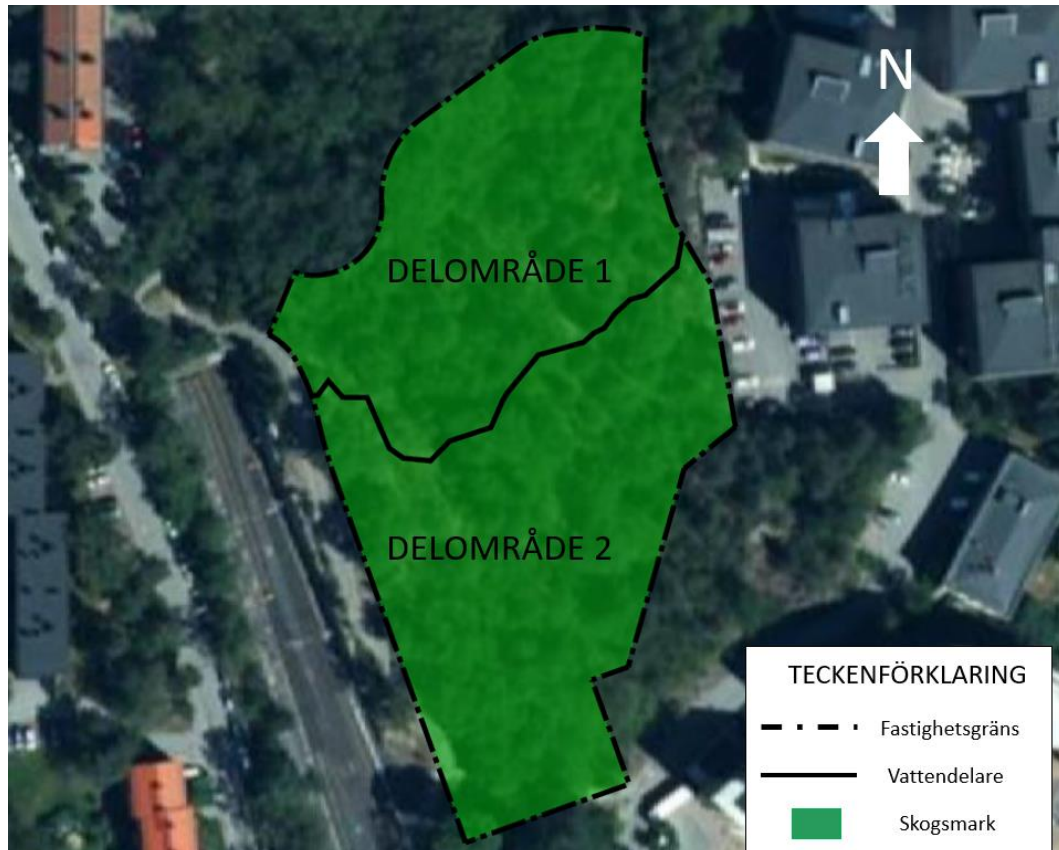 N
DELOMRÅDE 1
DELOMRÅDE 2
TECKENFÖRKLARING
Fastighetsgräns
Vattendelare
Skogsmark